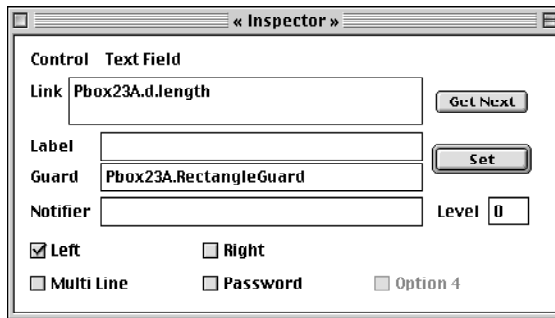 « Inspector »
Control Text Field
Link Pbox23A.d.length
Get Next
Label
Set
Guard Pbox23A.RectangleGuard
Notifier
Level 0
Left Right
Multi Line Password Option 4